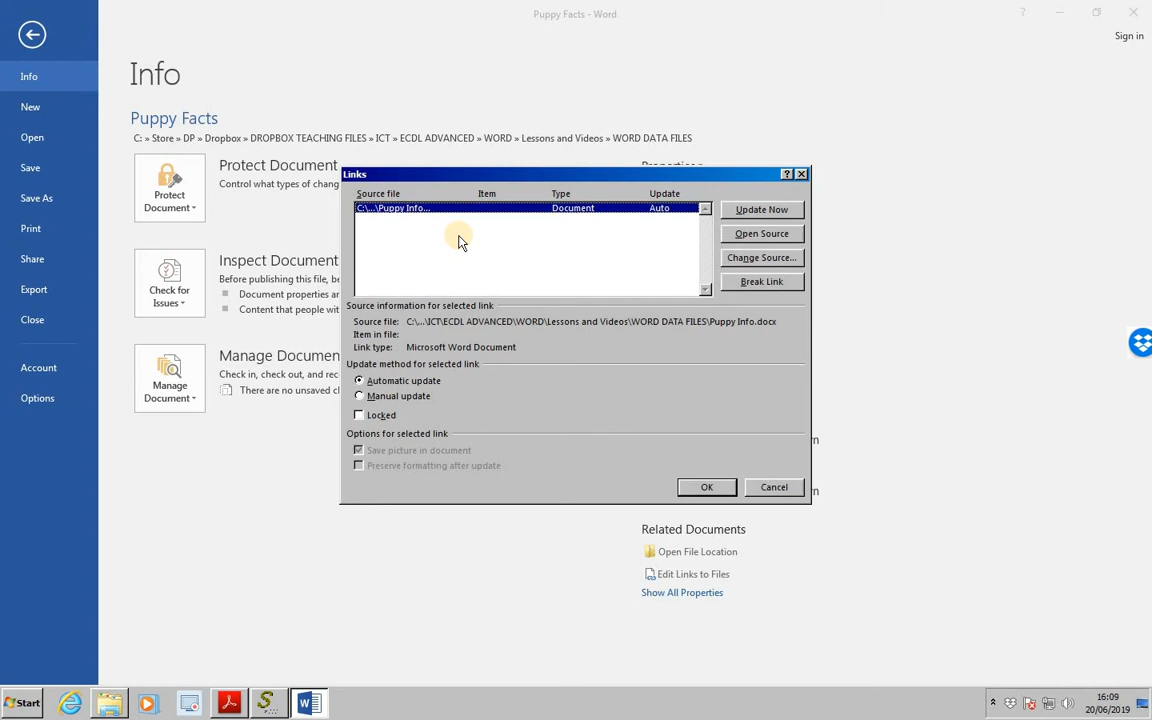 Puppy Facts - Word
?
Sign in
Info
New
Open
Save
Save As
Print
Share
Export
Close
Account
Options
Info
Puppy Facts
C: » Store » DP » Dropbox » DROPBOX TEACHING FILES » ICT » ECDL ADVANCED » WORD » Lessons and Videos » WORD DATA FILES
Protect Document
Protect Document
Control what types of chang
Check for Issues
Inspect Document
Before publishing this file, be
Document properties an
Content that people wit
Manage Document
Manage Documen
Check in, check out, and rec
There are no unsaved ch
Links
Source file Item Type Update
C:\...\Puppy Info... Document Auto
Update Now
Open Source
Change Source...
Break Link
Source information for selected link
Source file: C:\...\ICT\ECDL ADVANCED\WORD\Lessons and Videos\WORD DATA FILES\Puppy Info.docx
Item in file:
Link type: Microsoft Word Document
Update method for selected link
Automatic update
Manual update
Locked
Options for selected link
Save picture in document
Preserve formatting after update
OK Cancel
Related Documents
Open File Location
Edit Links to Files
Show All Properties
Start
16:09
20/06/2019